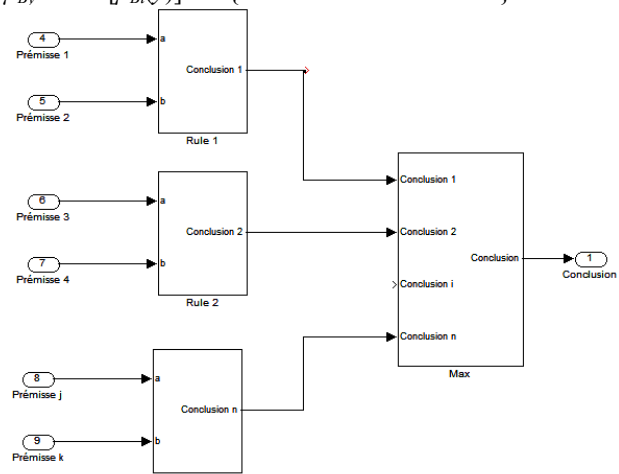 4
Prémisse 1
5
Prémisse 2
a
b
Conclusion 1
Rule 1
6
Prémisse 3
7
Prémisse 4
a
b
Conclusion 2
Rule 2
8
Prémisse j
9
Prémisse k
a
b
Conclusion n
Conclusion 1
Conclusion 2
Conclusion i
Conclusion n
Conclusion
Max
1
Conclusion